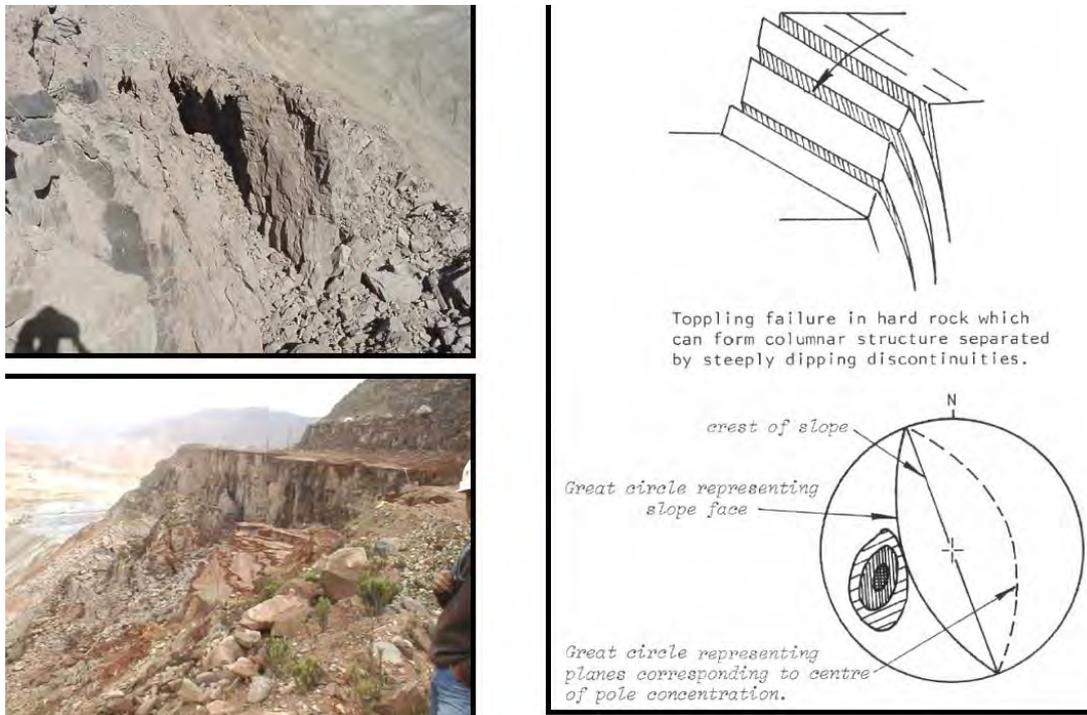 Toppling failure in hard rock which
can form columnar structure separated
by steeply dipping discontinuities.
N
crest of slope
Great circle representing
slope face
Great circle representing
planes corresponding to centre
of pole concentration.